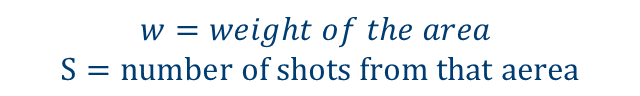 w = weight of the area
S = number of shots from that aerea